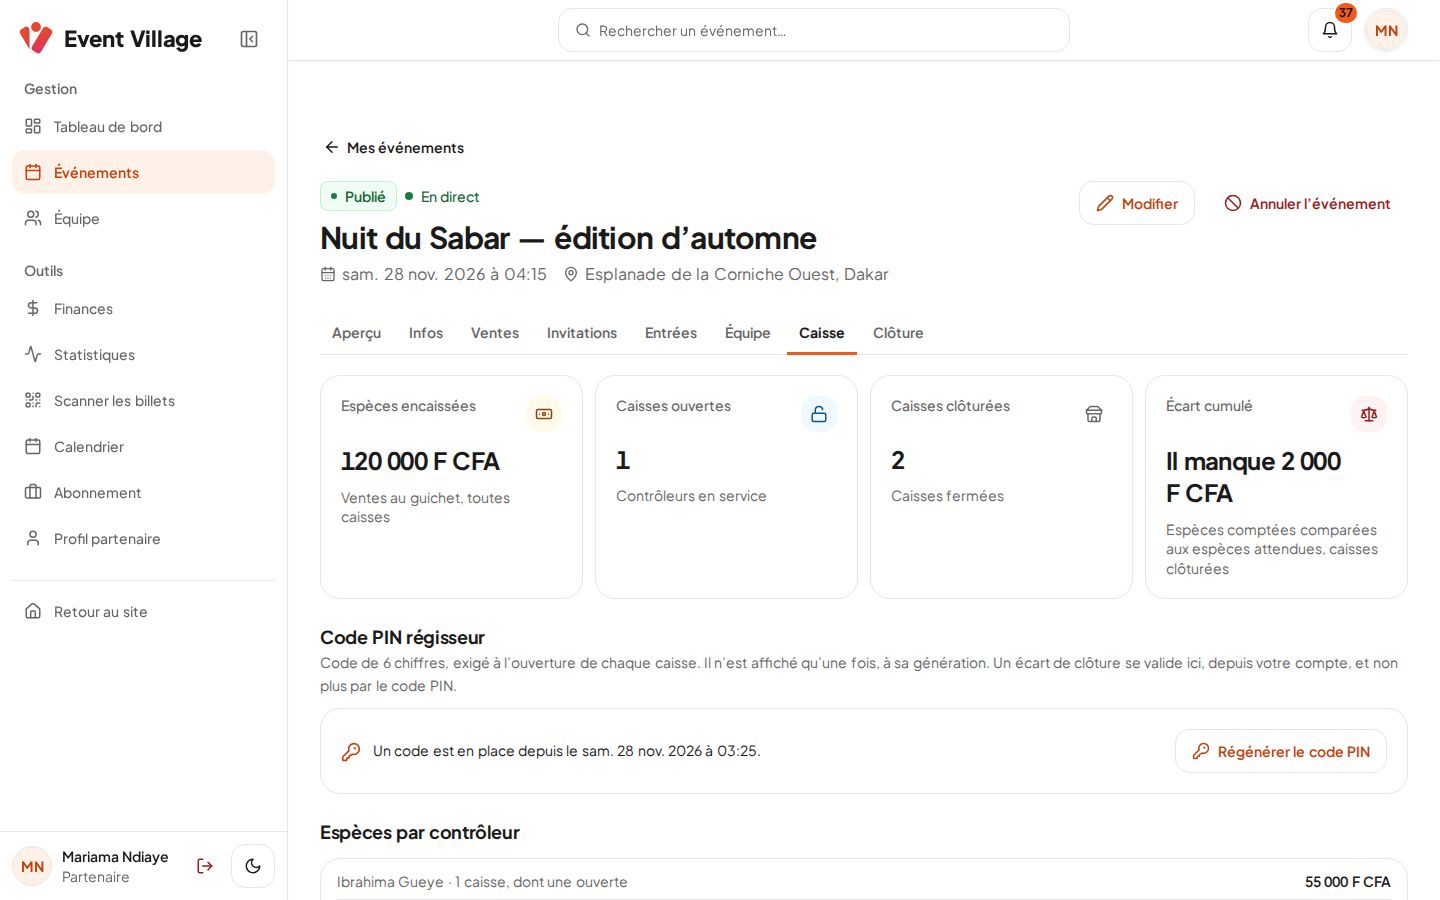 Event Village
Rechercher un événement…
37
MN
Gestion
Tableau de bord
Événements
Équipe
Outils
Finances
Statistiques
Scanner les billets
Calendrier
Abonnement
Profil partenaire
Retour au site
MN
Mariama Ndiaye
Partenaire
Mes événements
Publié
En direct
Modifier
Annuler l’événement
Nuit du Sabar — édition d’automne
sam. 28 nov. 2026 à 04:15
Esplanade de la Corniche Ouest, Dakar
Aperçu
Infos
Ventes
Invitations
Entrées
Équipe
Caisse
Clôture
Espèces encaissées
120 000 F CFA
Ventes au guichet, toutes
caisses
Caisses ouvertes
1
Contrôleurs en service
Caisses clôturées
2
Caisses fermées
Écart cumulé
Il manque 2 000
F CFA
Espèces comptées comparées
aux espèces attendues, caisses
clôturées
Code PIN régisseur
Code de 6 chiffres, exigé à l’ouverture de chaque caisse. Il n’est affiché qu’une fois, à sa génération. Un écart de clôture se valide ici, depuis votre compte, et non
plus par le code PIN.
Un code est en place depuis le sam. 28 nov. 2026 à 03:25.
Régénérer le code PIN
Espèces par contrôleur
Ibrahima Gueye · 1 caisse, dont une ouverte
55 000 F CFA